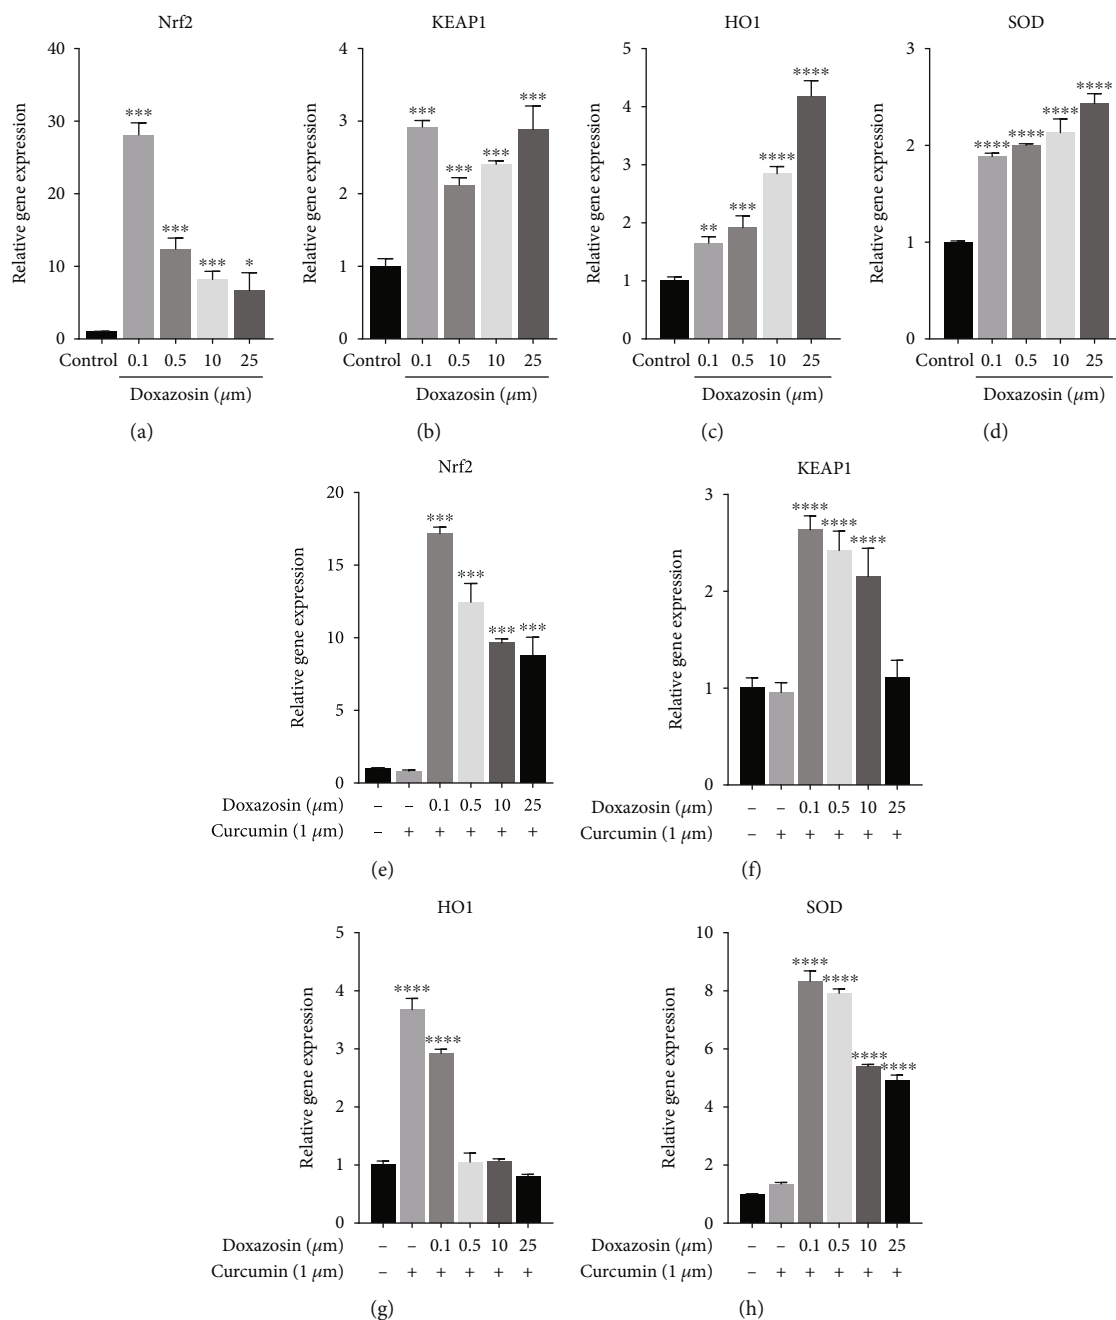 Nrf2
Relative gene expression
40
30
20
10
0
***
***
***
*
Control 0.1 0.5 10 25
Doxazosin (μm)
(a)
KEAP1
Relative gene expression
4
3
2
1
0
***
***
***
***
Control 0.1 0.5 10 25
Doxazosin (μm)
(b)
HO1
Relative gene expression
5
4
3
2
1
0
**
***
****
****
Control 0.1 0.5 10 25
Doxazosin (μm)
(c)
SOD
Relative gene expression
3
2
1
0
****
****
****
****
Control 0.1 0.5 10 25
Doxazosin (μm)
(d)
Nrf2
Relative gene expression
20
15
10
5
0
***
***
***
***
Doxazosin (μm) – – 0.1 0.5 10 25
Curcumin (1 μm) – + + + + +
(e)
KEAP1
Relative gene expression
3
2
1
0
****
****
****
Doxazosin (μm) – – 0.1 0.5 10 25
Curcumin (1 μm) – + + + + +
(f)
HO1
Relative gene expression
5
4
3
2
1
0
****
****
Doxazosin (μm) – – 0.1 0.5 10 25
Curcumin (1 μm) – + + + + +
(g)
SOD
Relative gene expression
10
8
6
4
2
0
****
****
****
****
Doxazosin (μm) – – 0.1 0.5 10 25
Curcumin (1 μm) – + + + + +
(h)